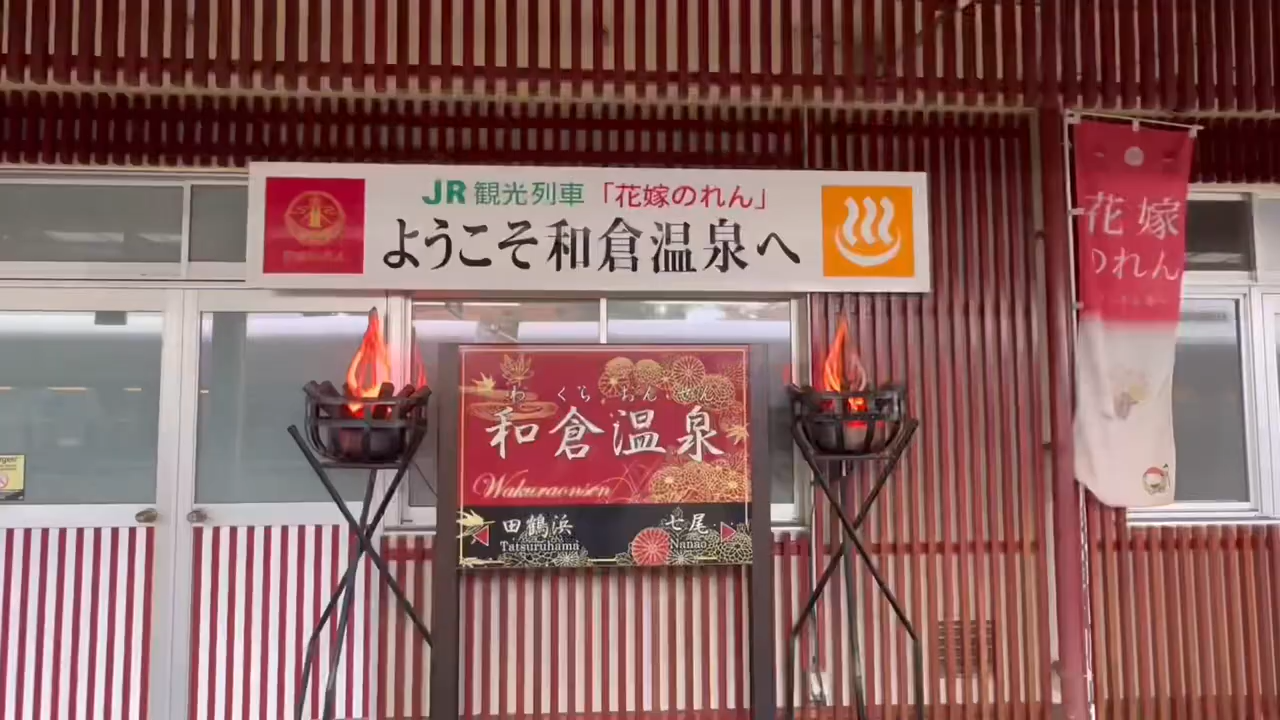 JR 観光列車「花嫁のれん」
ようこそ和倉温泉へ
わくら おんせん
和倉温泉
Wakuraonsen
田鶴浜
Tatsuruhama
七尾
Nanao
花嫁
のれん